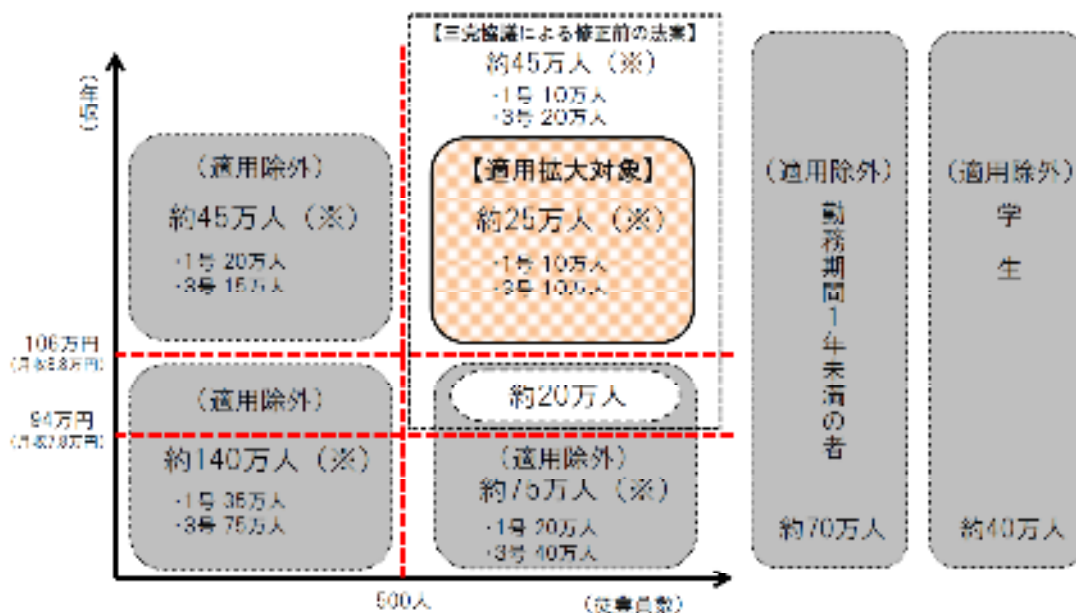 【三党協議による修正前の法案】
約45万人（※）
・1号 10万人
・3号 20万人
（年収）
（適用除外）
約45万人（※）
・1号 20万人
・3号 15万人
【適用拡大対象】
約25万人（※）
・1号 10万人
・3号 10万人
106万円
（月収8.8万円）
94万円
（月収7.8万円）
（適用除外）
約140万人（※）
・1号 35万人
・3号 75万人
約20万人
（適用除外）
約75万人（※）
・1号 20万人
・3号 40万人
500人
（従業員数）
（適用除外）
勤務期間1年未満の者
約70万人
（適用除外）
学生
約40万人